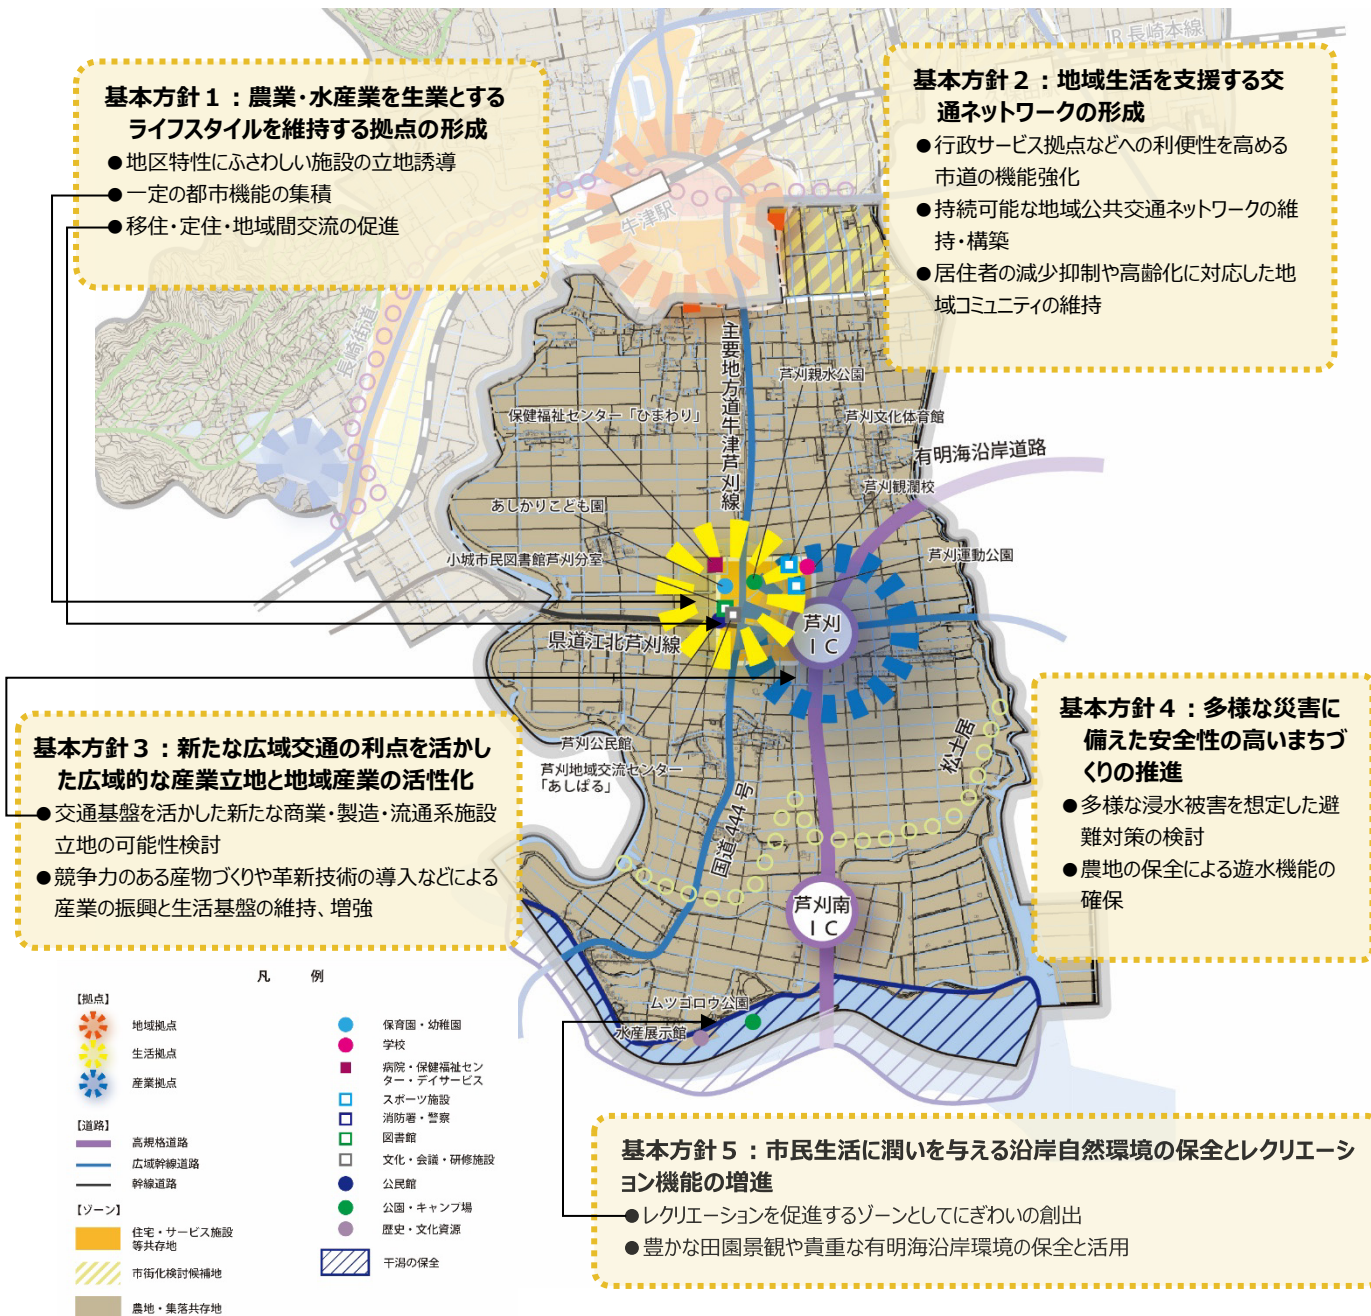 JR長崎本線
基本方針1：農業・水産業を生業とする
ライフスタイルを維持する拠点の形成
●地区特性にふさわしい施設の立地誘導
●一定の都市機能の集積
●移住・定住・地域間交流の促進
基本方針2：地域生活を支援する交
通ネットワークの形成
●行政サービス拠点などへの利便性を高める
市道の機能強化
●持続可能な地域公共交通ネットワークの維
持・構築
●居住者の減少抑制や高齢化に対応した地
域コミュニティの維持
牛津駅
長崎街道
主要地方道牛津芦刈線
芦刈親水公園
保健福祉センター「ひまわり」
芦刈文化体育館
有明海沿岸道路
芦刈観瀾校
あしかりこども園
小城市民図書館芦刈分室
芦刈運動公園
芦刈
IC
県道江北芦刈線
芦刈公民館
芦刈地域交流センター
「あしぱる」
国道444号
松土居
芦刈南
IC
基本方針3：新たな広域交通の利点を活かし
た広域的な産業立地と地域産業の活性化
●交通基盤を活かした新たな商業・製造・流通系施設
立地の可能性検討
●競争力のある産物づくりや革新技術の導入などによる
産業の振興と生活基盤の維持、増強
基本方針4：多様な災害に
備えた安全性の高いまちづ
くりの推進
●多様な浸水被害を想定した避
難対策の検討
●農地の保全による遊水機能の
確保
ムツゴロウ公園
水産展示館
基本方針5：市民生活に潤いを与える沿岸自然環境の保全とレクリエーシ
ョン機能の増進
●レクリエーションを促進するゾーンとしてにぎわいの創出
●豊かな田園景観や貴重な有明海沿岸環境の保全と活用
凡　例
【拠点】
地域拠点
生活拠点
産業拠点
【道路】
高規格道路
広域幹線道路
幹線道路
【ゾーン】
住宅・サービス施設
等共存地
市街化検討候補地
農地・集落共存地
保育園・幼稚園
学校
病院・保健福祉セン
ター・デイサービス
スポーツ施設
消防署・警察
図書館
文化・会議・研修施設
公民館
公園・キャンプ場
歴史・文化資源
干潟の保全